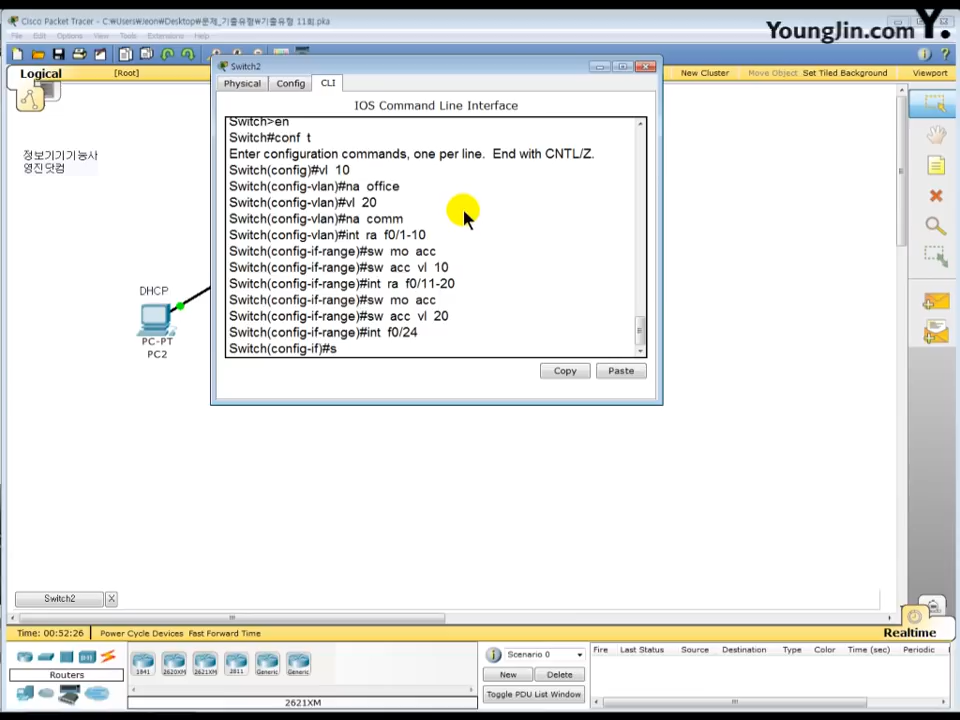 Cisco Packet Tracer - C:\Users\Jeon\Desktop\문제_기출유형\기출유형 11회.pka
YoungJin.com Y.
File Edit Options View Tools Extensions Help
Logical
[Root]
New Cluster
Move Object
Set Tiled Background
Viewport
Switch2
Physical
Config
CLI
IOS Command Line Interface
Switch>en
Switch#conf t
Enter configuration commands, one per line. End with CNTL/Z.
Switch(config)#vl 10
Switch(config-vlan)#na office
Switch(config-vlan)#vl 20
Switch(config-vlan)#na comm
Switch(config-vlan)#int ra f0/1-10
Switch(config-if-range)#sw mo acc
Switch(config-if-range)#sw acc vl 10
Switch(config-if-range)#int ra f0/11-20
Switch(config-if-range)#sw mo acc
Switch(config-if-range)#sw acc vl 20
Switch(config-if-range)#int f0/24
Switch(config-if)#s
Copy
Paste
정보기기기능사
영진닷컴
DHCP
PC-PT
PC2
Switch2
X
Time: 00:52:26
Power Cycle Devices Fast Forward Time
Realtime
Routers
1841
2620XM
2621XM
2811
Generic
Generic
2621XM
Scenario 0
New
Delete
Toggle PDU List Window
Fire
Last Status
Source
Destination
Type
Color
Time (sec)
Periodic